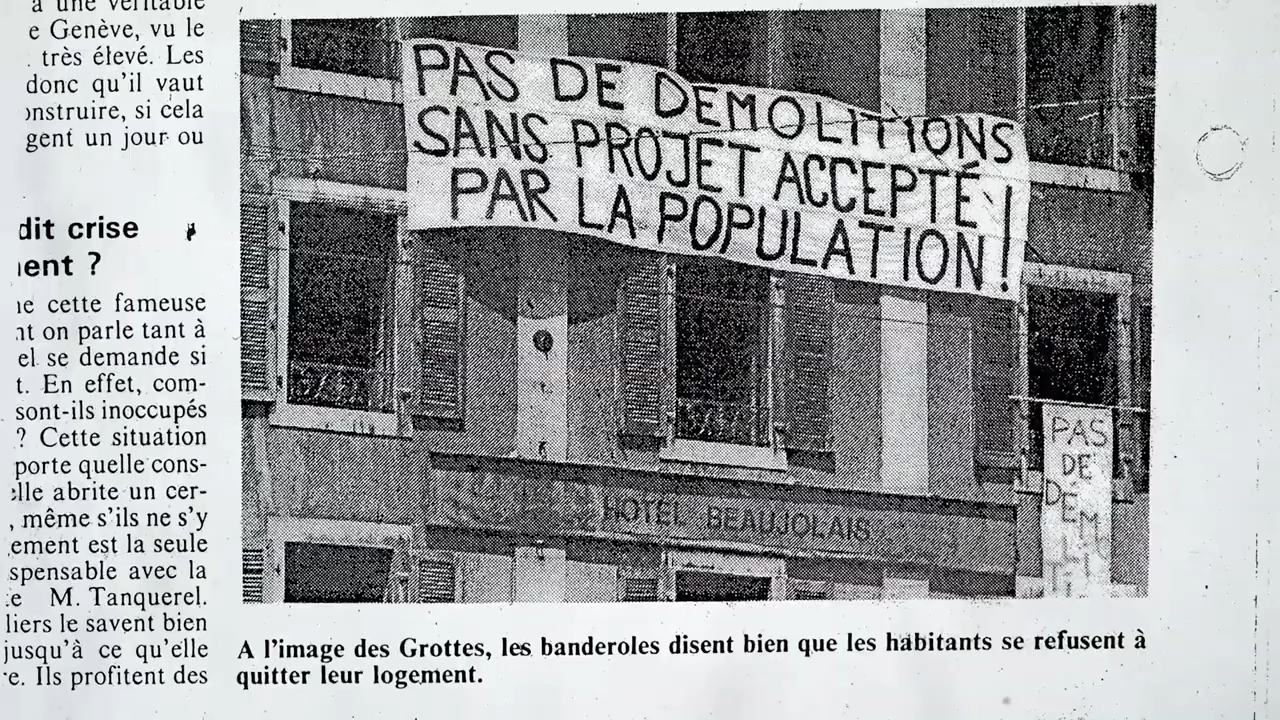 à une véritable
e Genève, vu le
très élevé. Les
donc qu'il vaut
onstruire, si cela
gent un jour ou
dit crise
ent ?
ne cette fameuse
nt on parle tant à
el se demande si
t. En effet, com-
sont-ils inoccupés
? Cette situation
porte quelle cons-
elle abrite un cer-
, même s'ils ne s'y
ement est la seule
spensable avec la
e M. Tanquerel.
liers le savent bien
jusqu'à ce qu'elle
e. Ils profitent des
PAS DE DEMOLITIONS
SANS PROJET ACCEPTÉ
PAR LA POPULATION !
HOTEL BEAUJOLAIS
PAS
DE
DEM
A l'image des Grottes, les banderoles disent bien que les habitants se refusent à
quitter leur logement.